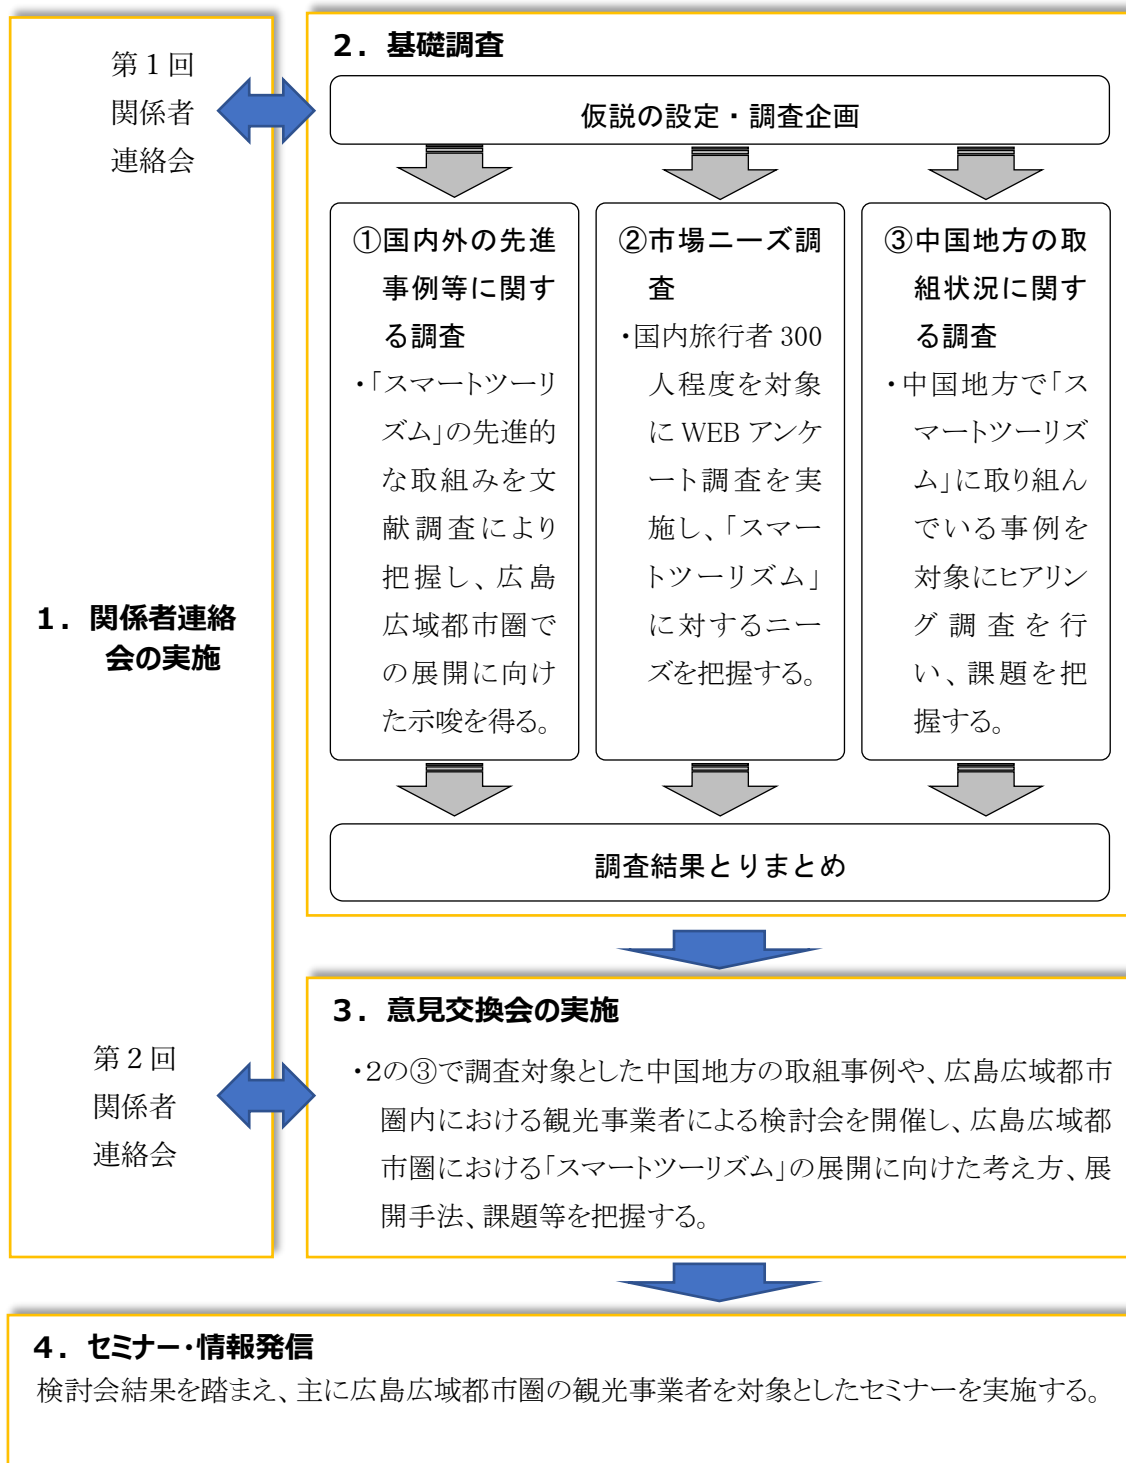 第１回
関係者
連絡会
１．関係者連絡
会の実施
第２回
関係者
連絡会
２．基礎調査
仮説の設定・調査企画
①国内外の先進
事例等に関す
る調査
・「スマートツーリ
ズム」の先進的
な取組みを文
献調査により
把握し、広島
広域都市圏で
の展開に向け
た示唆を得る。
②市場ニーズ調
査
・国内旅行者 300
人程度を対象
に WEB アンケ
ート調査を実
施し、「スマー
トツーリズム」
に対するニー
ズを把握する。
③中国地方の取
組状況に関す
る調査
・中国地方で「ス
マートツーリズ
ム」に取り組ん
でいる事例を
対象にヒアリン
グ調査を行
い、課題を把
握する。
調査結果とりまとめ
３．意見交換会の実施
・2の③で調査対象とした中国地方の取組事例や、広島広域都市
圏内における観光事業者による検討会を開催し、広島広域都
市圏における「スマートツーリズム」の展開に向けた考え方、展
開手法、課題等を把握する。
４．セミナー・情報発信
検討会結果を踏まえ、主に広島広域都市圏の観光事業者を対象としたセミナーを実施する。